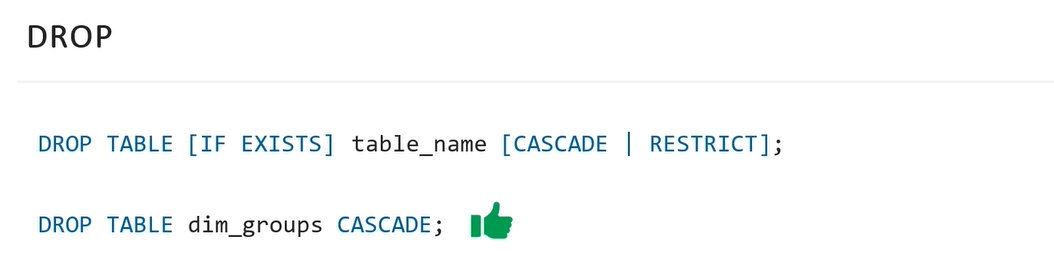 DROP
DROP TABLE [IF EXISTS] table_name [CASCADE | RESTRICT];
DROP TABLE dim_groups CASCADE;